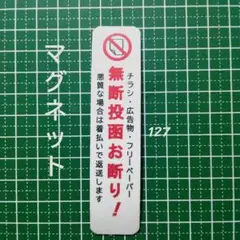 チラシ・広告物・フリーペーパー
無断投函お断り!
悪質な場合は着払いで返送します
マグネット
127